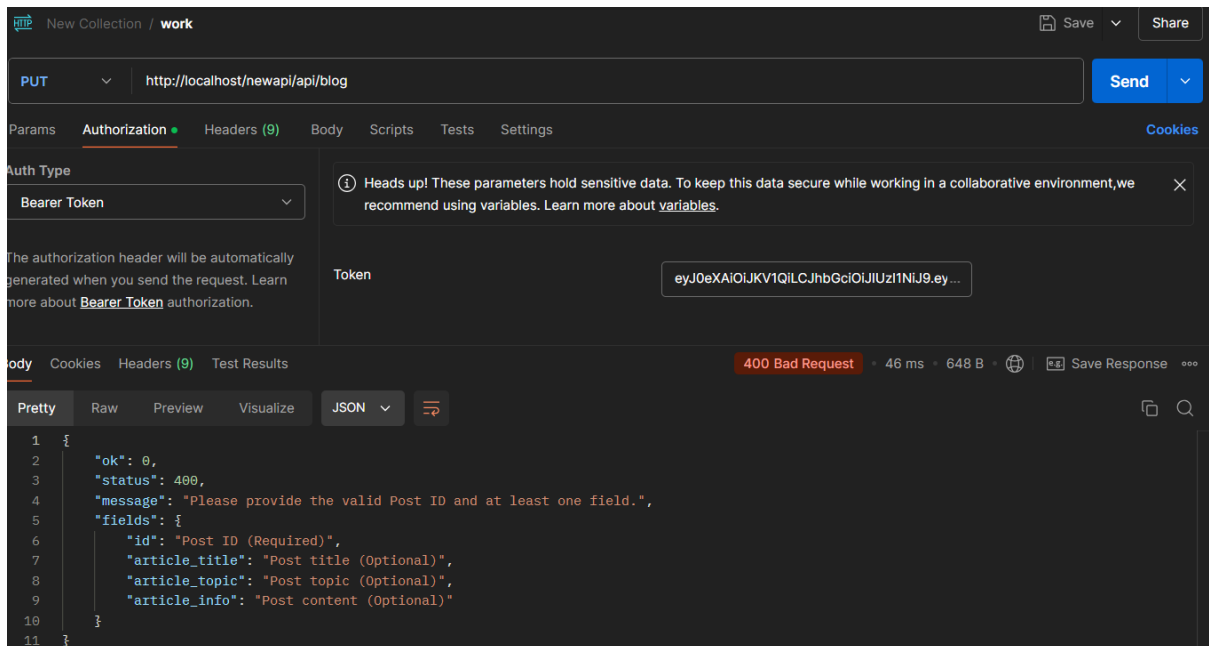 HTTP New Collection / work Save Share
PUT http://localhost/newapi/api/blog Send
Params Authorization Headers (9) Body Scripts Tests Settings Cookies
Auth Type
Bearer Token
The authorization header will be automatically
generated when you send the request. Learn
more about Bearer Token authorization.
Heads up! These parameters hold sensitive data. To keep this data secure while working in a collaborative environment,we
recommend using variables. Learn more about variables.
Token eyJ0eXAiOiJKV1QiLCJhbGciOiJIUzI1NiJ9.ey...
Body Cookies Headers (9) Test Results 400 Bad Request 46 ms 648 B e.g. Save Response
Pretty Raw Preview Visualize JSON
1 {
2 "ok": 0,
3 "status": 400,
4 "message": "Please provide the valid Post ID and at least one field.",
5 "fields": {
6 "id": "Post ID (Required)",
7 "article_title": "Post title (Optional)",
8 "article_topic": "Post topic (Optional)",
9 "article_info": "Post content (Optional)"
10 }
11 }